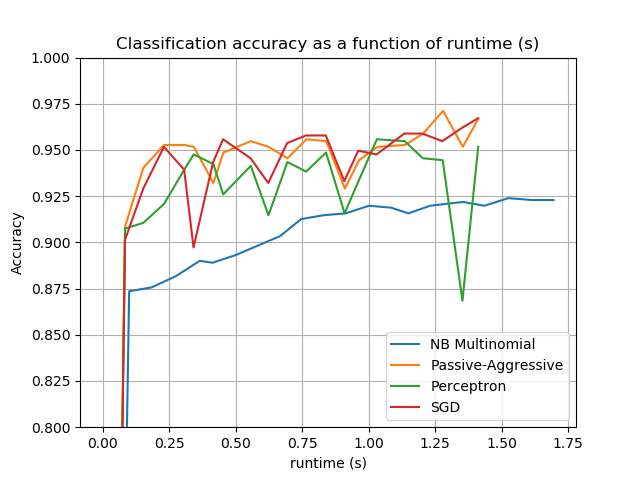 Classification accuracy as a function of runtime (s)
1.000
0.975
0.950
0.925
0.900
0.875
0.850
0.825
0.800
Accuracy
NB Multinomial
Passive-Aggressive
Perceptron
SGD
0.00 0.25 0.50 0.75 1.00 1.25 1.50 1.75
runtime (s)